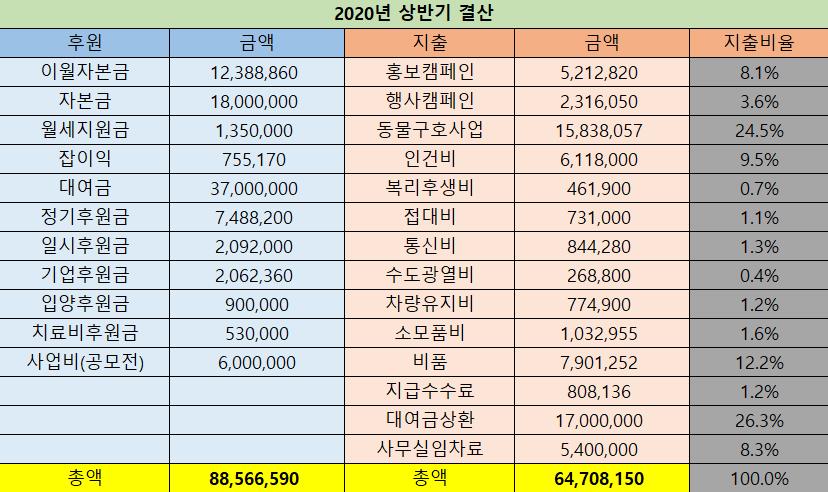 2020년 상반기 결산
후원 금액 지출 금액 지출비율
이월자본금 12,388,860 홍보캠페인 5,212,820 8.1%
자본금 18,000,000 행사캠페인 2,316,050 3.6%
월세지원금 1,350,000 동물구호사업 15,838,057 24.5%
잡이익 755,170 인건비 6,118,000 9.5%
대여금 37,000,000 복리후생비 461,900 0.7%
정기후원금 7,488,200 접대비 731,000 1.1%
일시후원금 2,092,000 통신비 844,280 1.3%
기업후원금 2,062,360 수도광열비 268,800 0.4%
입양후원금 900,000 차량유지비 774,900 1.2%
치료비후원금 530,000 소모품비 1,032,955 1.6%
사업비(공모전) 6,000,000 비품 7,901,252 12.2%
지급수수료 808,136 1.2%
대여금상환 17,000,000 26.3%
사무실임차료 5,400,000 8.3%
총액 88,566,590 총액 64,708,150 100.0%